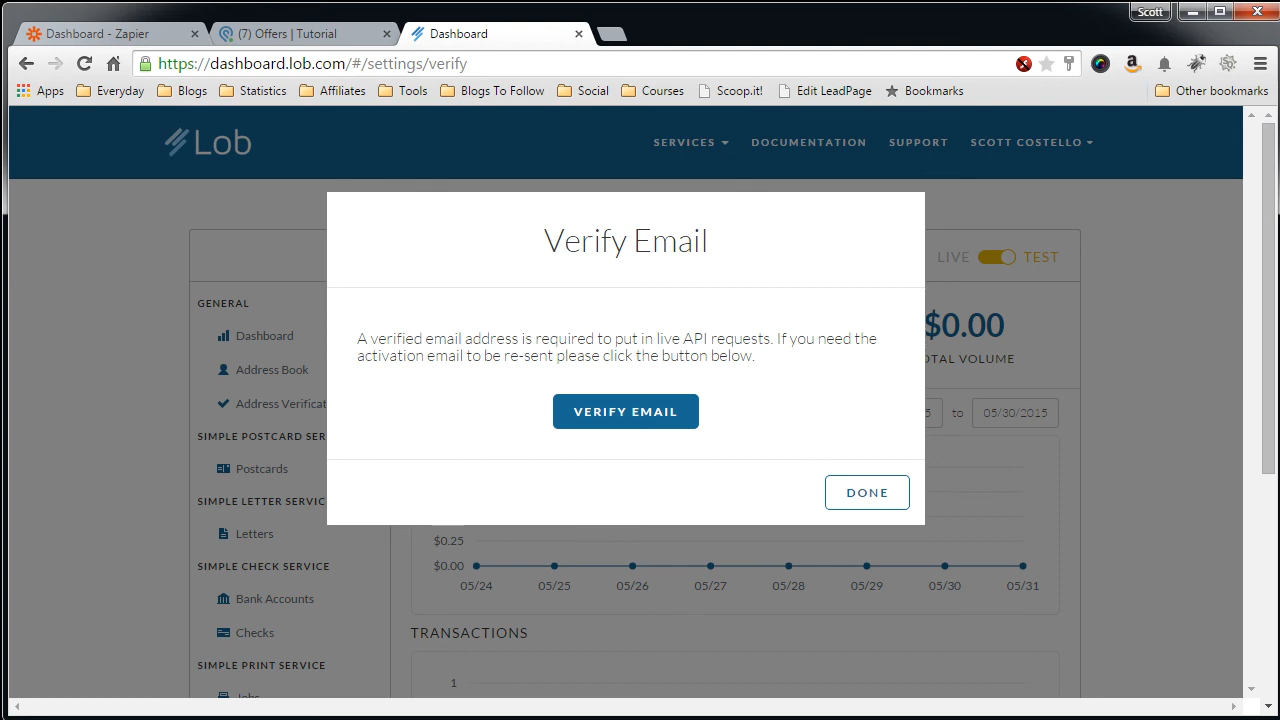 Scott
Dashboard - Zapier
(7) Offers | Tutorial
Dashboard
https://dashboard.lob.com/#/settings/verify
Apps
Everyday
Blogs
Statistics
Affiliates
Tools
Blogs To Follow
Social
Courses
Scoop.it!
Edit LeadPage
Bookmarks
Other bookmarks
Lob
SERVICES
DOCUMENTATION
SUPPORT
SCOTT COSTELLO
Verify Email
A verified email address is required to put in live API requests. If you need the
activation email to be re-sent please click the button below.
VERIFY EMAIL
DONE
LIVE
TEST
GENERAL
Dashboard
Address Book
Address Verificat
SIMPLE POSTCARD SER
Postcards
SIMPLE LETTER SERVIC
Letters
SIMPLE CHECK SERVICE
Bank Accounts
Checks
SIMPLE PRINT SERVICE
Jobs
$0.00
OTAL VOLUME
5
to
05/30/2015
$0.25
$0.00
05/24
05/25
05/26
05/27
05/28
05/29
05/30
05/31
TRANSACTIONS
1